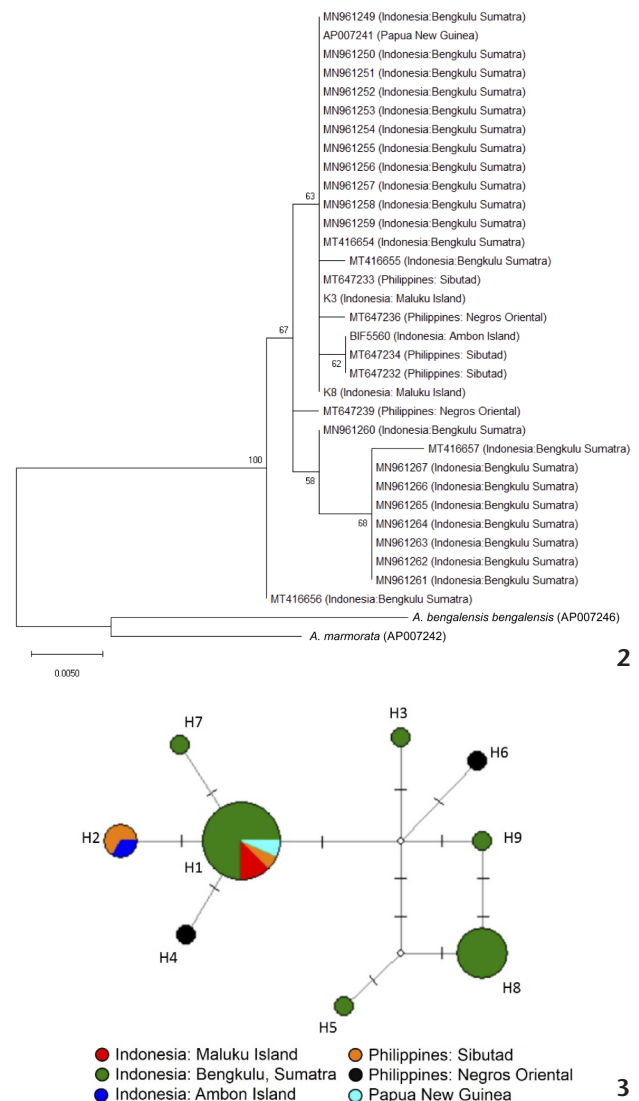 MN961249 (Indonesia:Bengkulu Sumatra)
AP007241 (Papua New Guinea)
MN961250 (Indonesia:Bengkulu Sumatra)
MN961251 (Indonesia:Bengkulu Sumatra)
MN961252 (Indonesia:Bengkulu Sumatra)
MN961253 (Indonesia:Bengkulu Sumatra)
MN961254 (Indonesia:Bengkulu Sumatra)
MN961255 (Indonesia:Bengkulu Sumatra)
MN961256 (Indonesia:Bengkulu Sumatra)
MN961257 (Indonesia:Bengkulu Sumatra)
63
MN961258 (Indonesia:Bengkulu Sumatra)
MN961259 (Indonesia:Bengkulu Sumatra)
MT416654 (Indonesia:Bengkulu Sumatra)
MT416655 (Indonesia:Bengkulu Sumatra)
MT647233 (Philippines: Sibutad)
K3 (Indonesia: Maluku Island)
MT647236 (Philippines: Negros Oriental)
67
BIF5560 (Indonesia: Ambon Island)
MT647234 (Philippines: Sibutad)
62
MT647232 (Philippines: Sibutad)
K8 (Indonesia: Maluku Island)
MT647239 (Philippines: Negros Oriental)
MN961260 (Indonesia:Bengkulu Sumatra)
MT416657 (Indonesia:Bengkulu Sumatra)
100
MN961267 (Indonesia:Bengkulu Sumatra)
58
MN961266 (Indonesia:Bengkulu Sumatra)
MN961265 (Indonesia:Bengkulu Sumatra)
MN961264 (Indonesia:Bengkulu Sumatra)
68
MN961263 (Indonesia:Bengkulu Sumatra)
MN961262 (Indonesia:Bengkulu Sumatra)
MN961261 (Indonesia:Bengkulu Sumatra)
MT416656 (Indonesia:Bengkulu Sumatra)
A. bengalensis bengalensis (AP007246)
A. marmorata (AP007242)
0.0050
2
H7
H3
H6
H2
H1
H9
H4
H8
H5
Indonesia: Maluku Island
Philippines: Sibutad
Indonesia: Bengkulu, Sumatra
Philippines: Negros Oriental
Indonesia: Ambon Island
Papua New Guinea
3